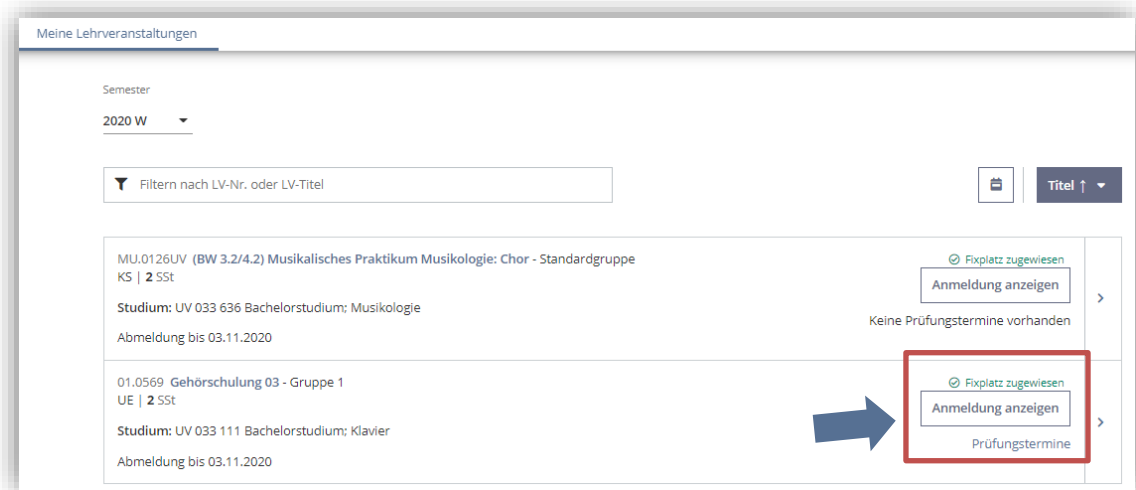 Meine Lehrveranstaltungen
Semester
2020 W
Filtern nach LV-Nr. oder LV-Titel
Titel ↑
MU.0126UV (BW 3.2/4.2) Musikalisches Praktikum Musikologie: Chor - Standardgruppe
KS | 2 SSt
Studium: UV 033 636 Bachelorstudium; Musikologie
Abmeldung bis 03.11.2020
Fixplatz zugewiesen
Anmeldung anzeigen
Keine Prüfungstermine vorhanden
01.0569 Gehörschulung 03 - Gruppe 1
UE | 2 SSt
Studium: UV 033 111 Bachelorstudium; Klavier
Abmeldung bis 03.11.2020
Fixplatz zugewiesen
Anmeldung anzeigen
Prüfungstermine